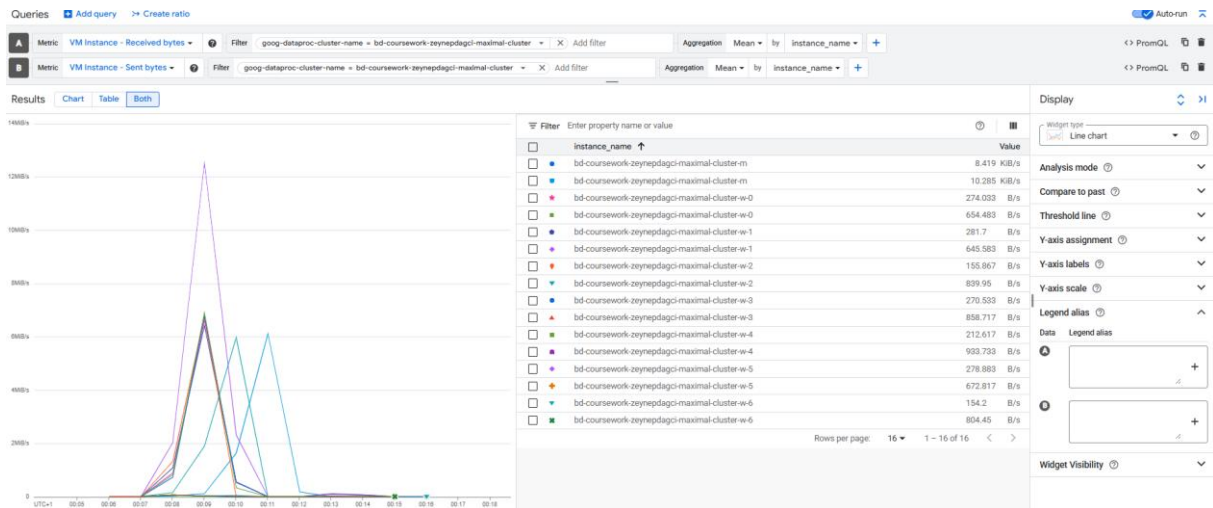 Queries Add query Create ratio Auto-run
A Metric VM Instance - Received bytes Filter goog-dataproc-cluster-name = bd-coursework-zeynepdagci-maximal-cluster Add filter Aggregation Mean by instance_name + <> PromQL
B Metric VM Instance - Sent bytes Filter goog-dataproc-cluster-name = bd-coursework-zeynepdagci-maximal-cluster Add filter Aggregation Mean by instance_name + <> PromQL
Results Chart Table Both
14MiB/s
12MiB/s
10MiB/s
8MiB/s
6MiB/s
4MiB/s
2MiB/s
0
UTC+1 00:05 00:06 00:07 00:08 00:09 00:10 00:11 00:12 00:13 00:14 00:15 00:16 00:17 00:18
Filter Enter property name or value
instance_name Value
bd-coursework-zeynepdagci-maximal-cluster-m 8.419 KiB/s
bd-coursework-zeynepdagci-maximal-cluster-m 10.285 KiB/s
bd-coursework-zeynepdagci-maximal-cluster-w-0 274.033 B/s
bd-coursework-zeynepdagci-maximal-cluster-w-0 654.483 B/s
bd-coursework-zeynepdagci-maximal-cluster-w-1 281.7 B/s
bd-coursework-zeynepdagci-maximal-cluster-w-1 645.583 B/s
bd-coursework-zeynepdagci-maximal-cluster-w-2 155.867 B/s
bd-coursework-zeynepdagci-maximal-cluster-w-2 839.95 B/s
bd-coursework-zeynepdagci-maximal-cluster-w-3 270.533 B/s
bd-coursework-zeynepdagci-maximal-cluster-w-3 858.717 B/s
bd-coursework-zeynepdagci-maximal-cluster-w-4 212.617 B/s
bd-coursework-zeynepdagci-maximal-cluster-w-4 933.733 B/s
bd-coursework-zeynepdagci-maximal-cluster-w-5 278.883 B/s
bd-coursework-zeynepdagci-maximal-cluster-w-5 672.817 B/s
bd-coursework-zeynepdagci-maximal-cluster-w-6 154.2 B/s
bd-coursework-zeynepdagci-maximal-cluster-w-6 804.45 B/s
Rows per page: 16 1 – 16 of 16
Display
Widget type
Line chart
Analysis mode
Compare to past
Threshold line
Y-axis assignment
Y-axis labels
Y-axis scale
Legend alias
Data Legend alias
A
B
Widget Visibility